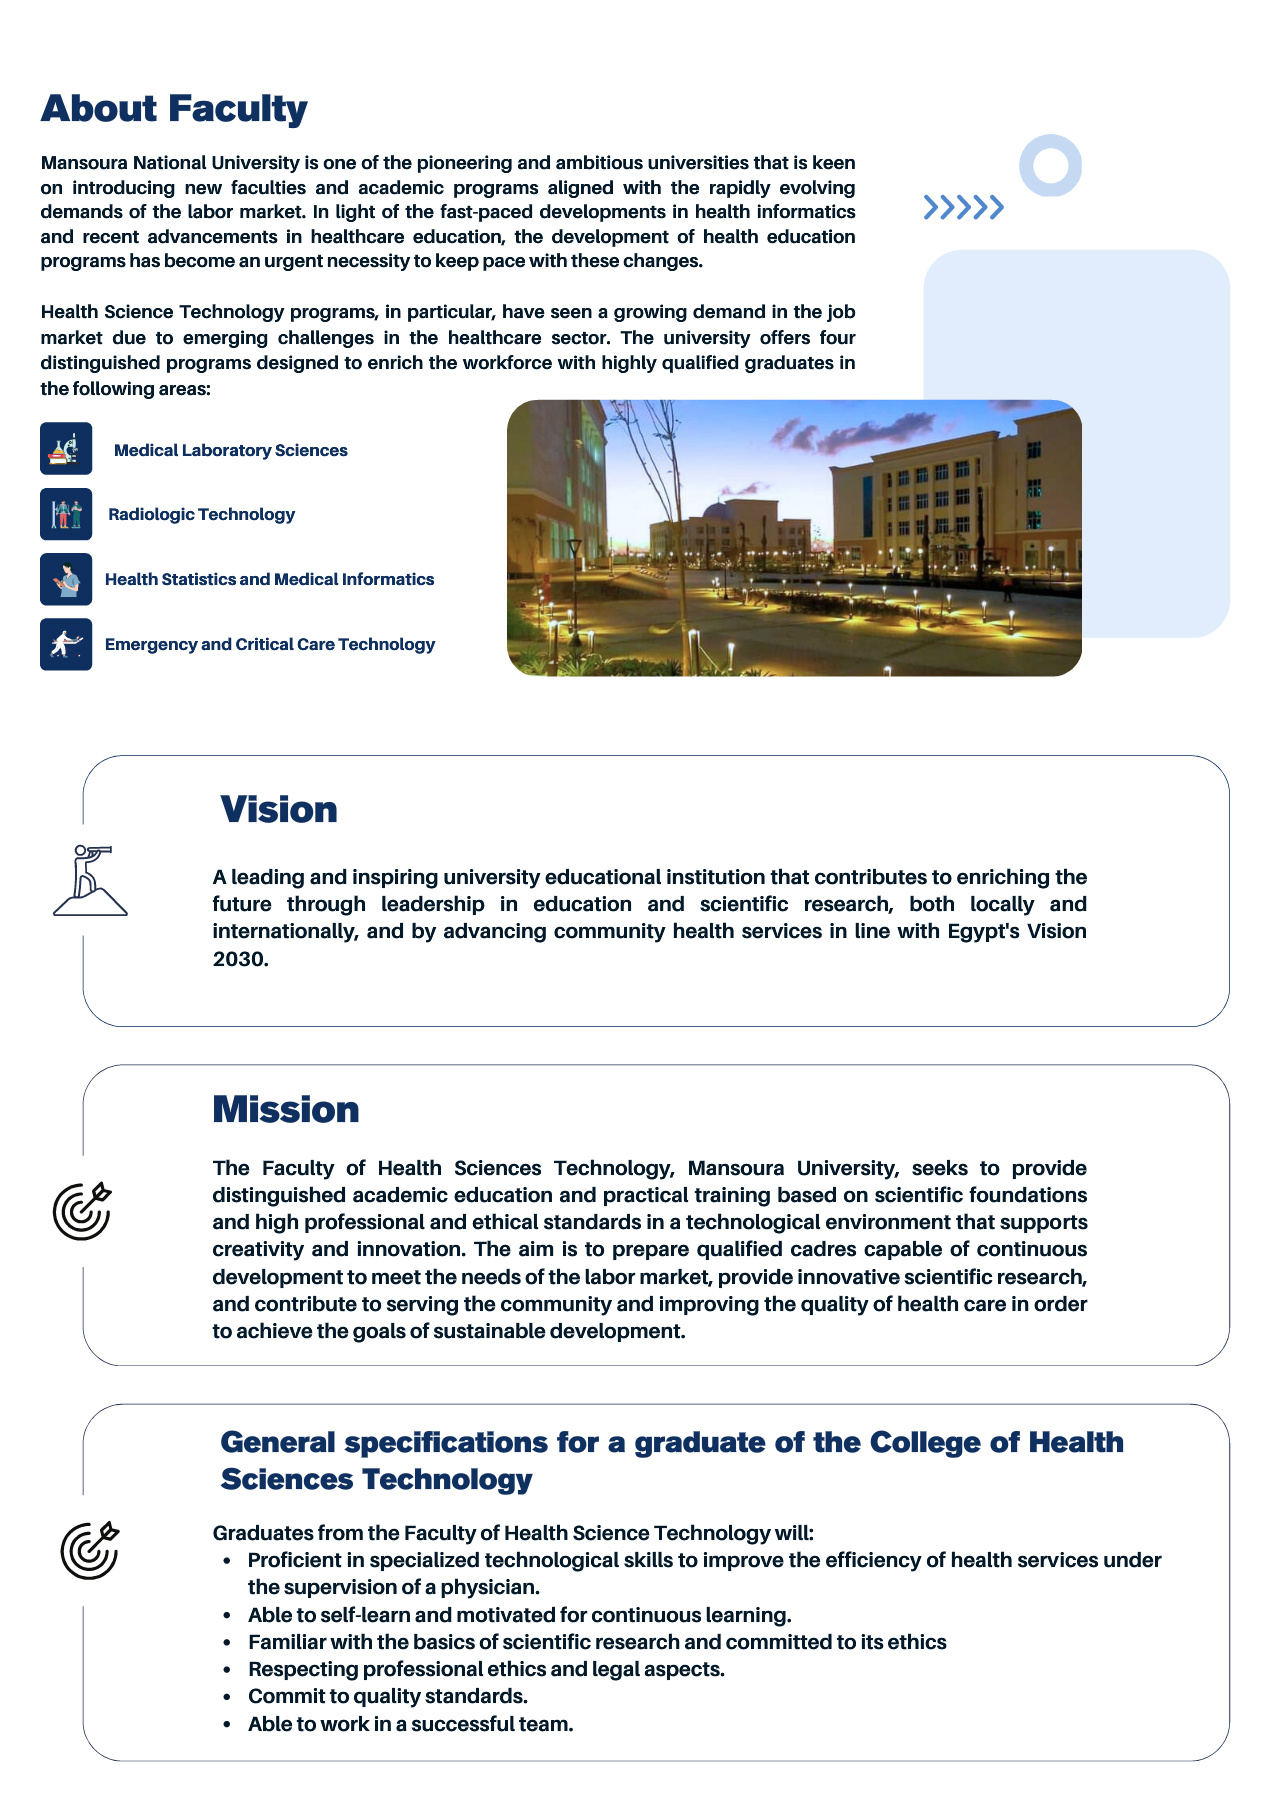 About Faculty
Mansoura National University is one of the pioneering and ambitious universities that is keen
on introducing new faculties and academic programs aligned with the rapidly evolving
demands of the labor market. In light of the fast-paced developments in health informatics
and recent advancements in healthcare education, the development of health education
programs has become an urgent necessity to keep pace with these changes.
Health Science Technology programs, in particular, have seen a growing demand in the job
market due to emerging challenges in the healthcare sector. The university offers four
distinguished programs designed to enrich the workforce with highly qualified graduates in
the following areas:
Medical Laboratory Sciences
Radiologic Technology
Health Statistics and Medical Informatics
Emergency and Critical Care Technology
Vision
A leading and inspiring university educational institution that contributes to enriching the
future through leadership in education and scientific research, both locally and
internationally, and by advancing community health services in line with Egypt's Vision
2030.
Mission
The Faculty of Health Sciences Technology, Mansoura University, seeks to provide
distinguished academic education and practical training based on scientific foundations
and high professional and ethical standards in a technological environment that supports
creativity and innovation. The aim is to prepare qualified cadres capable of continuous
development to meet the needs of the labor market, provide innovative scientific research,
and contribute to serving the community and improving the quality of health care in order
to achieve the goals of sustainable development.
General specifications for a graduate of the College of Health
Sciences Technology
Graduates from the Faculty of Health Science Technology will:
• Proficient in specialized technological skills to improve the efficiency of health services under
the supervision of a physician.
• Able to self-learn and motivated for continuous learning.
• Familiar with the basics of scientific research and committed to its ethics
• Respecting professional ethics and legal aspects.
• Commit to quality standards.
• Able to work in a successful team.